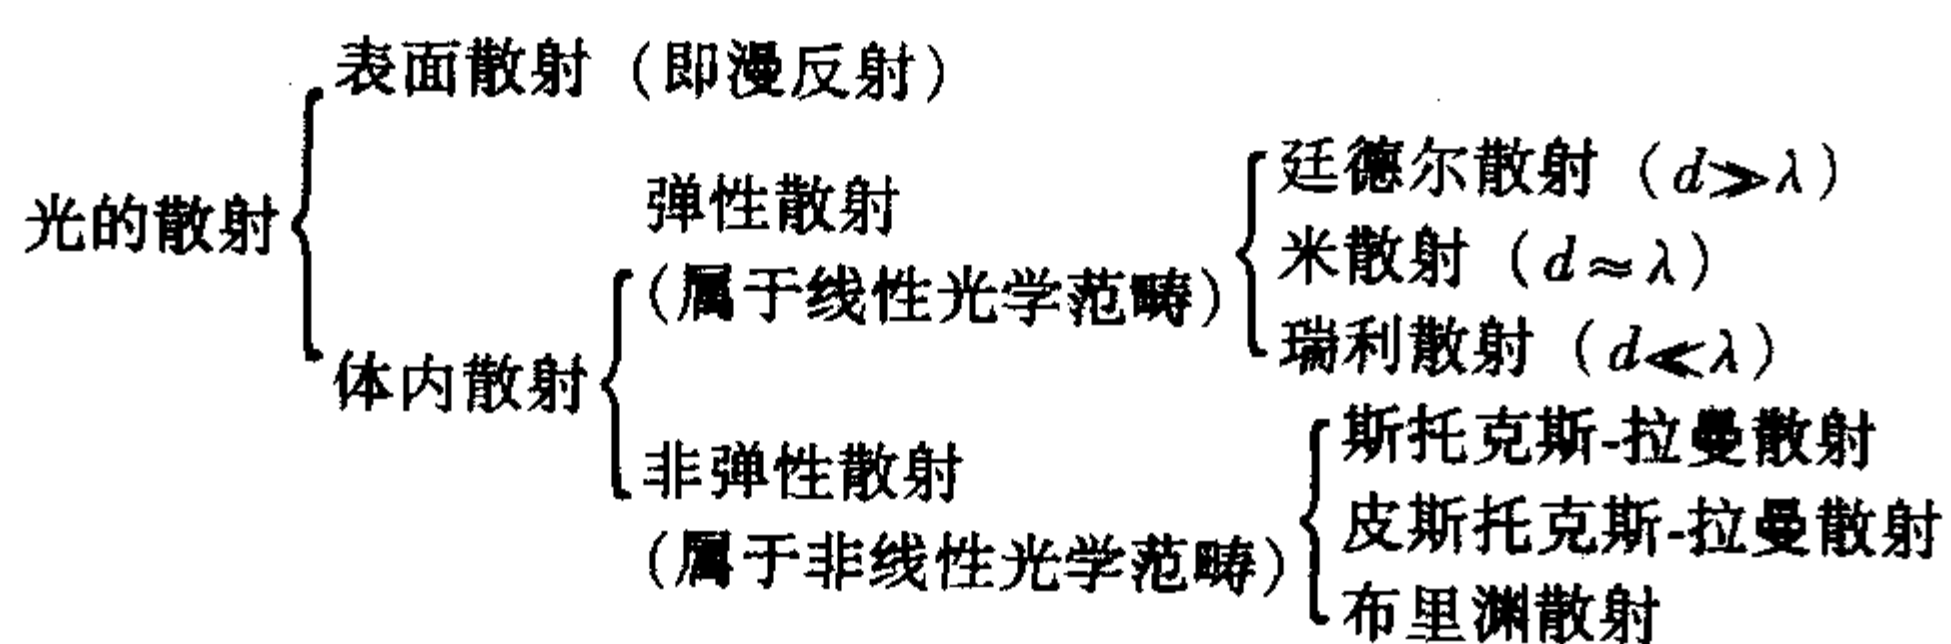 表面散射（即漫反射）
弹性散射
廷德尔散射（d≫λ）
光的散射
米散射（d≈λ）
（属于线性光学范畴）
瑞利散射（d≪λ）
体内散射
斯托克斯-拉曼散射
非弹性散射
皮斯托克斯-拉曼散射
（属于非线性光学范畴）
布里渊散射